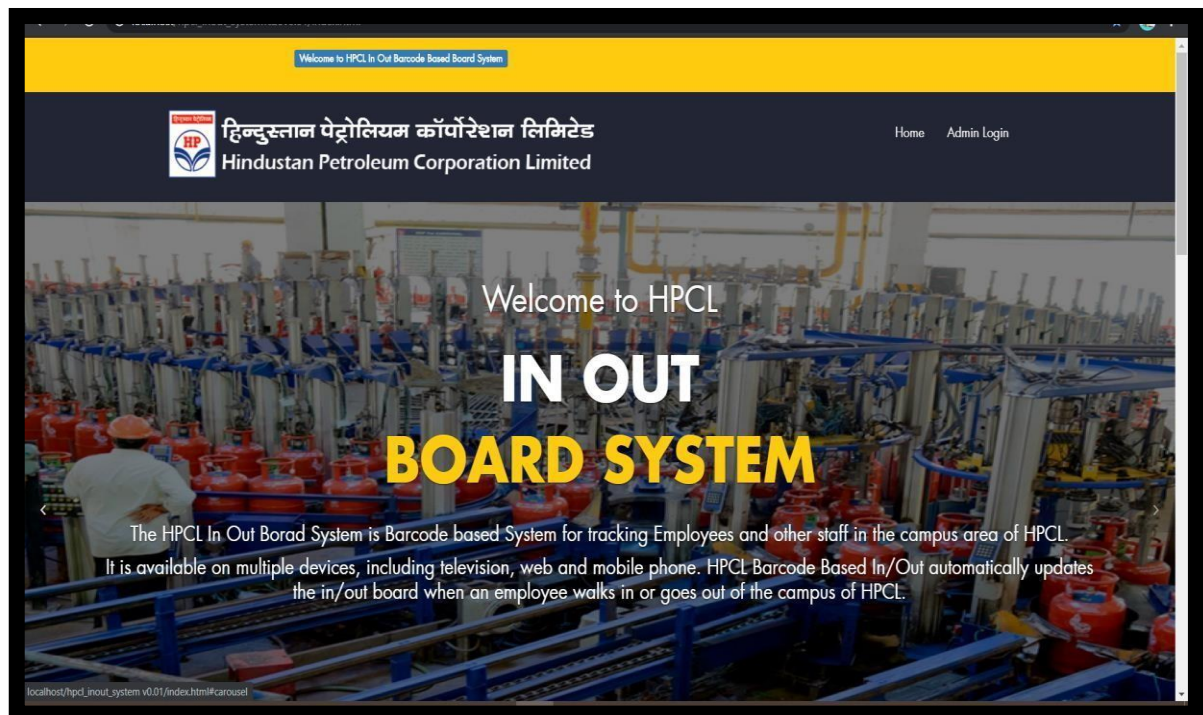 Welcome to HPCL In Out Barcode Based Board System
हिन्दुस्तान पेट्रोलियम कॉर्पोरेशन लिमिटेड
Hindustan Petroleum Corporation Limited
HP
Home Admin Login
Welcome to HPCL
IN OUT
BOARD SYSTEM
The HPCL In Out Borad System is Barcode based System for tracking Employees and other staff in the campus area of HPCL.
It is available on multiple devices, including television, web and mobile phone. HPCL Barcode Based In/Out automatically updates
the in/out board when an employee walks in or goes out of the campus of HPCL.
localhost/hpcl_inout_system v0.01/index.html#carousel